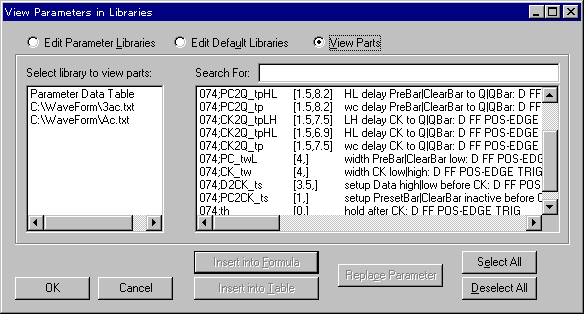 View Parameters in Libraries
Edit Parameter Libraries
Edit Default Libraries
View Parts
Select library to view parts:
Search For:
Parameter Data Table
C:\WaveForm\3ac.txt
C:\WaveForm\Ac.txt
074;PC2Q_tpHL [1.5,8.2] HL delay PreBar|ClearBar to Q|QBar: D FF
074;PC2Q_tp [1.5,8.2] wc delay PreBar|ClearBar to Q|QBar: D FF
074;CK2Q_tpLH [1.5,7.5] LH delay CK to Q|QBar: D FF POS-EDGE
074;CK2Q_tpHL [1.5,6.9] HL delay CK to Q|QBar: D FF POS-EDGE
074;CK2Q_tp [1.5,7.5] wc delay CK to Q|QBar: D FF POS-EDGE
074;PC_twL [4,] width PreBar|ClearBar low: D FF POS-EDG
074;CK_tw [4,] width CK low|high: D FF POS-EDGE TRIG
074;D2CK_ts [3.5,] setup Data high|low before CK: D FF POS-E
074;PC2CK_ts [1,] setup PresetBar|ClearBar inactive before C
074;th [0,] hold after CK: D FF POS-EDGE TRIG
Insert into Formula
Replace Parameter
Select All
OK
Cancel
Insert into Table
Deselect All